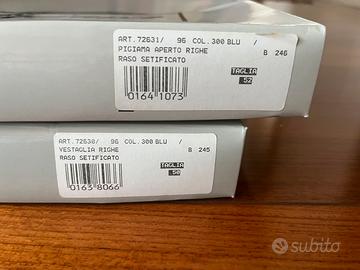 ART.72631/ 96 COL.300 BLU /
PIGIAMA APERTO RIGHE B 246
RASO SETIFICATO
TAGLIA
52
0164 1073
ART.72630/ 96 COL.300 BLU /
VESTAGLIA RIGHE B 245
RASO SETIFICATO
TAGLIA
50
0163 8066
subito